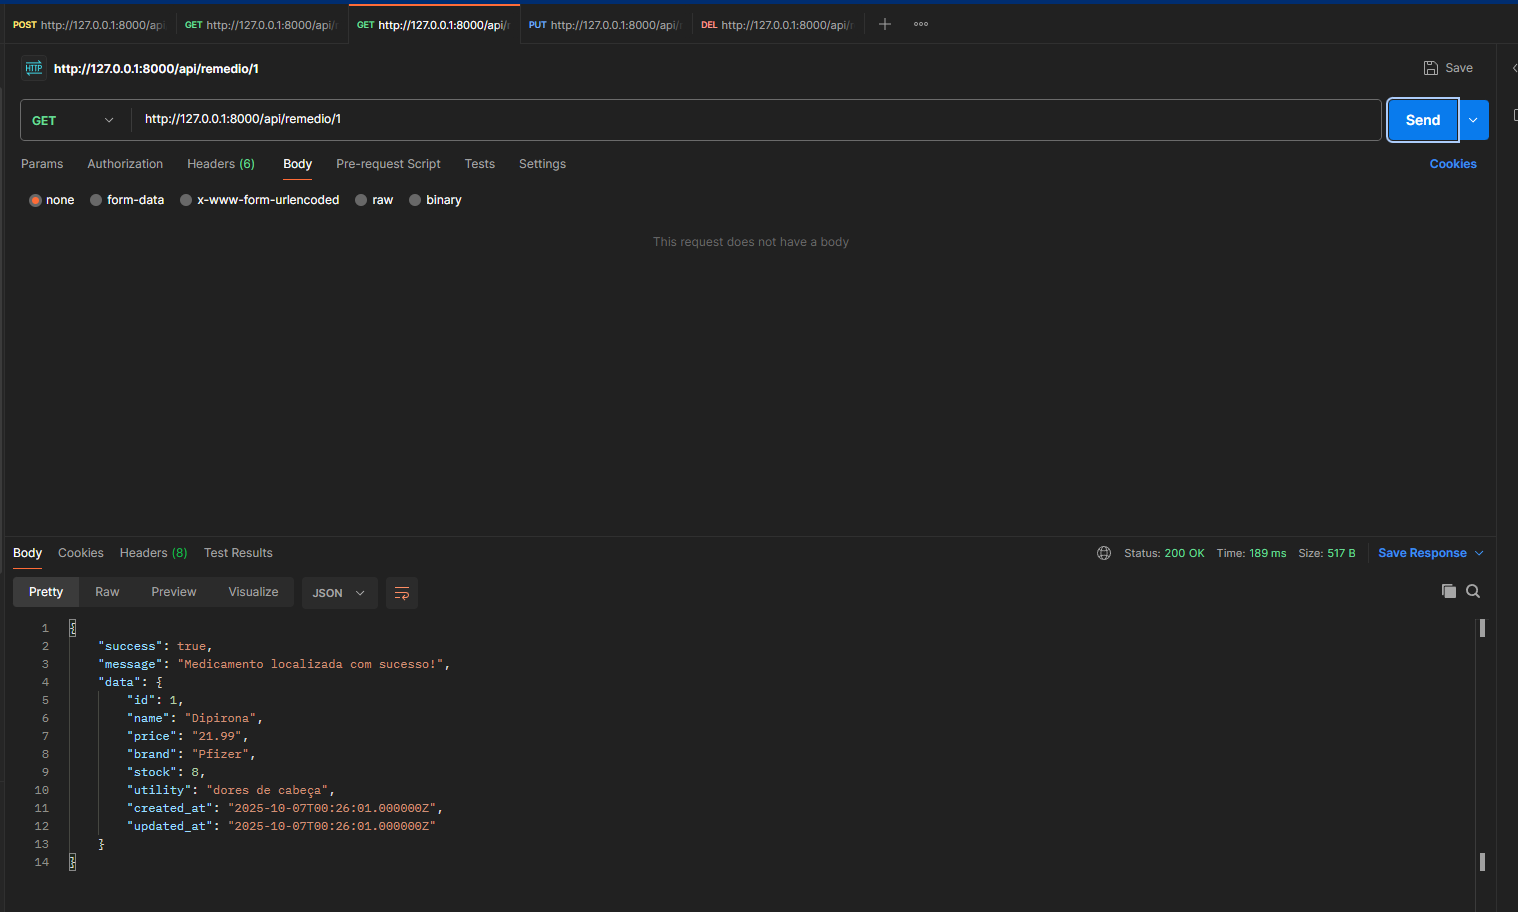 POST http://127.0.0.1:8000/api GET http://127.0.0.1:8000/api/ GET http://127.0.0.1:8000/api/ PUT http://127.0.0.1:8000/api/ DEL http://127.0.0.1:8000/api/
HTTP http://127.0.0.1:8000/api/remedio/1 Save
GET http://127.0.0.1:8000/api/remedio/1 Send
Params Authorization Headers (6) Body Pre-request Script Tests Settings Cookies
none form-data x-www-form-urlencoded raw binary
This request does not have a body
Body Cookies Headers (8) Test Results Status: 200 OK Time: 189 ms Size: 517 B Save Response
Pretty Raw Preview Visualize JSON
1 {
2 "success": true,
3 "message": "Medicamento localizada com sucesso!",
4 "data": {
5 "id": 1,
6 "name": "Dipirona",
7 "price": "21.99",
8 "brand": "Pfizer",
9 "stock": 8,
10 "utility": "dores de cabeça",
11 "created_at": "2025-10-07T00:26:01.000000Z",
12 "updated_at": "2025-10-07T00:26:01.000000Z"
13 }
14 }